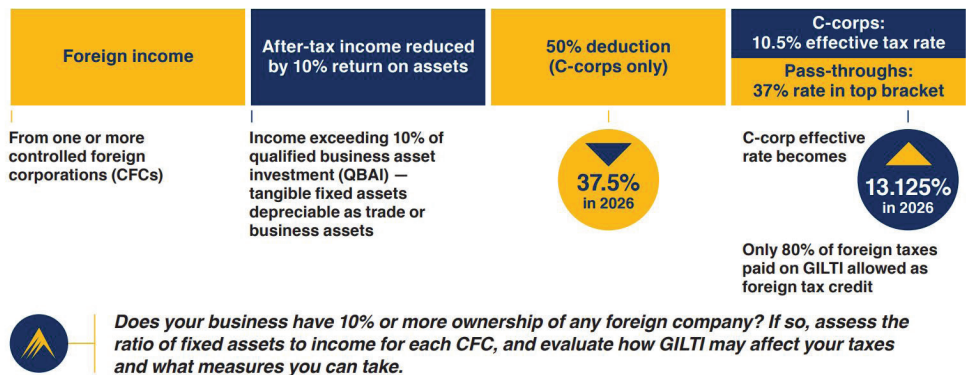 Foreign income
From one or more
controlled foreign
corporations (CFCs)
After-tax income reduced
by 10% return on assets
Income exceeding 10% of
qualified business asset
investment (QBAI) —
tangible fixed assets
depreciable as trade or
business assets
50% deduction
(C-corps only)
37.5%
in 2026
C-corps:
10.5% effective tax rate
Pass-throughs:
37% rate in top bracket
C-corp effective
rate becomes
13.125%
in 2026
Only 80% of foreign taxes
paid on GILTI allowed as
foreign tax credit
Does your business have 10% or more ownership of any foreign company? If so, assess the
ratio of fixed assets to income for each CFC, and evaluate how GILTI may affect your taxes
and what measures you can take.